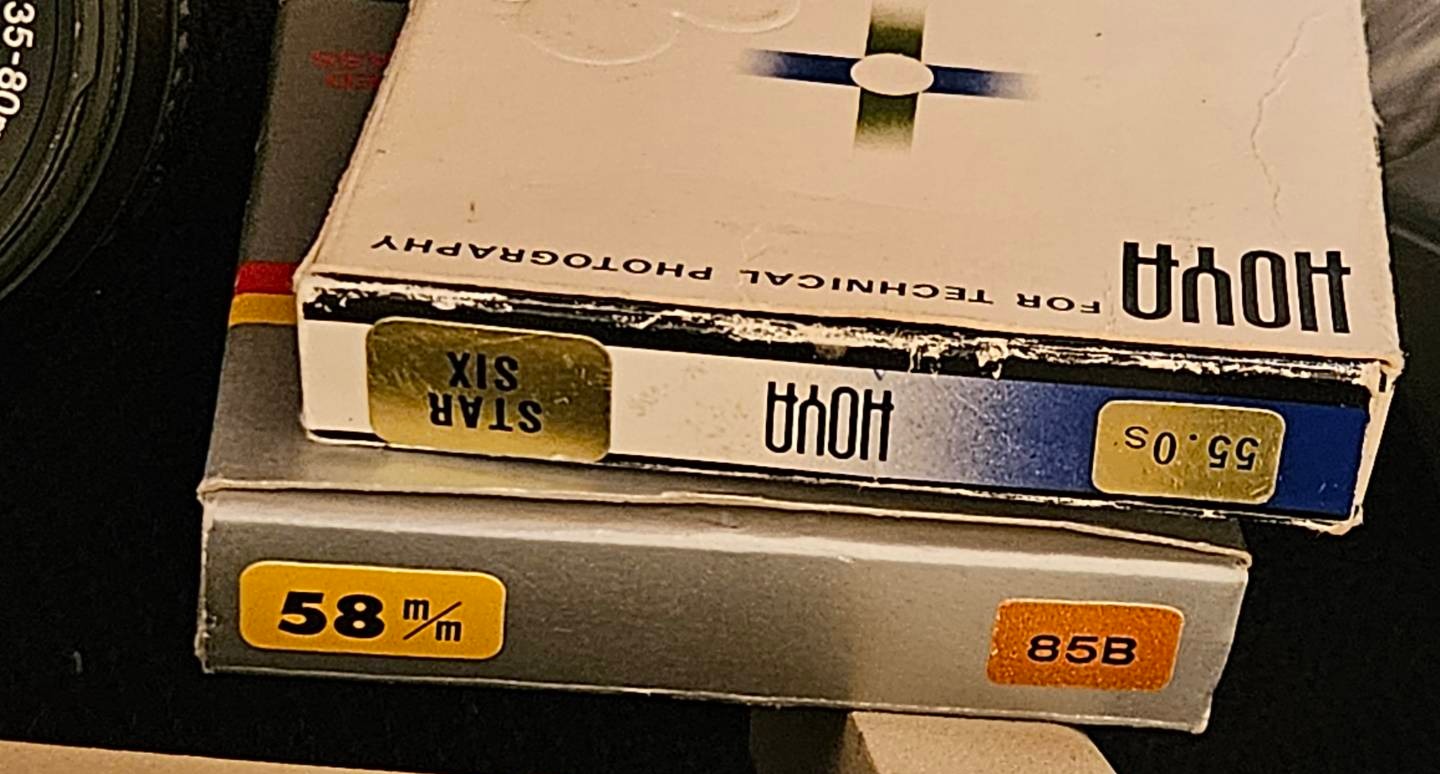 35-80
HOYA FOR TECHNICAL PHOTOGRAPHY
55.0s
HOYA
STAR
SIX
58 m/m
85B